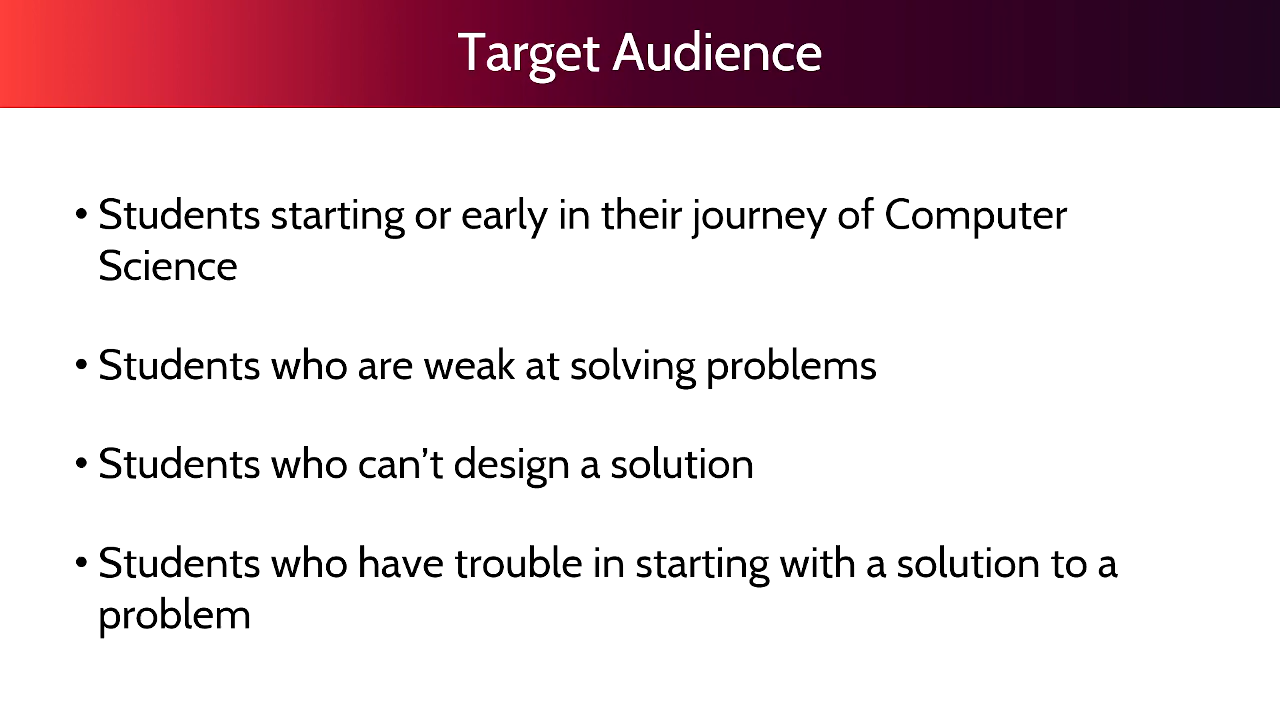 Target Audience
• Students starting or early in their journey of Computer
Science
• Students who are weak at solving problems
• Students who can’t design a solution
• Students who have trouble in starting with a solution to a
problem